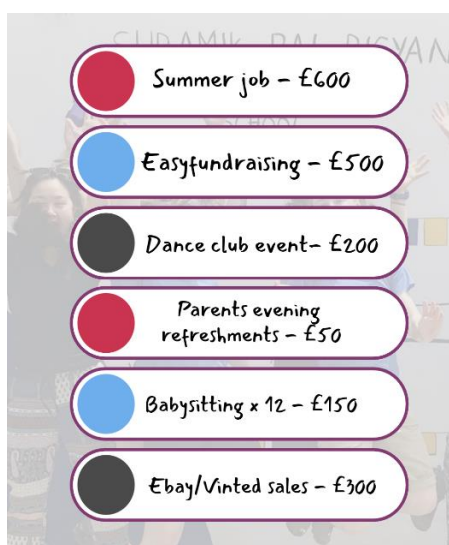 SCHOOL
Summer job – £600
Easyfundraising – £500
Dance club event– £200
Parents evening
refreshments – £50
Babysitting x 12 – £150
Ebay/Vinted sales – £300